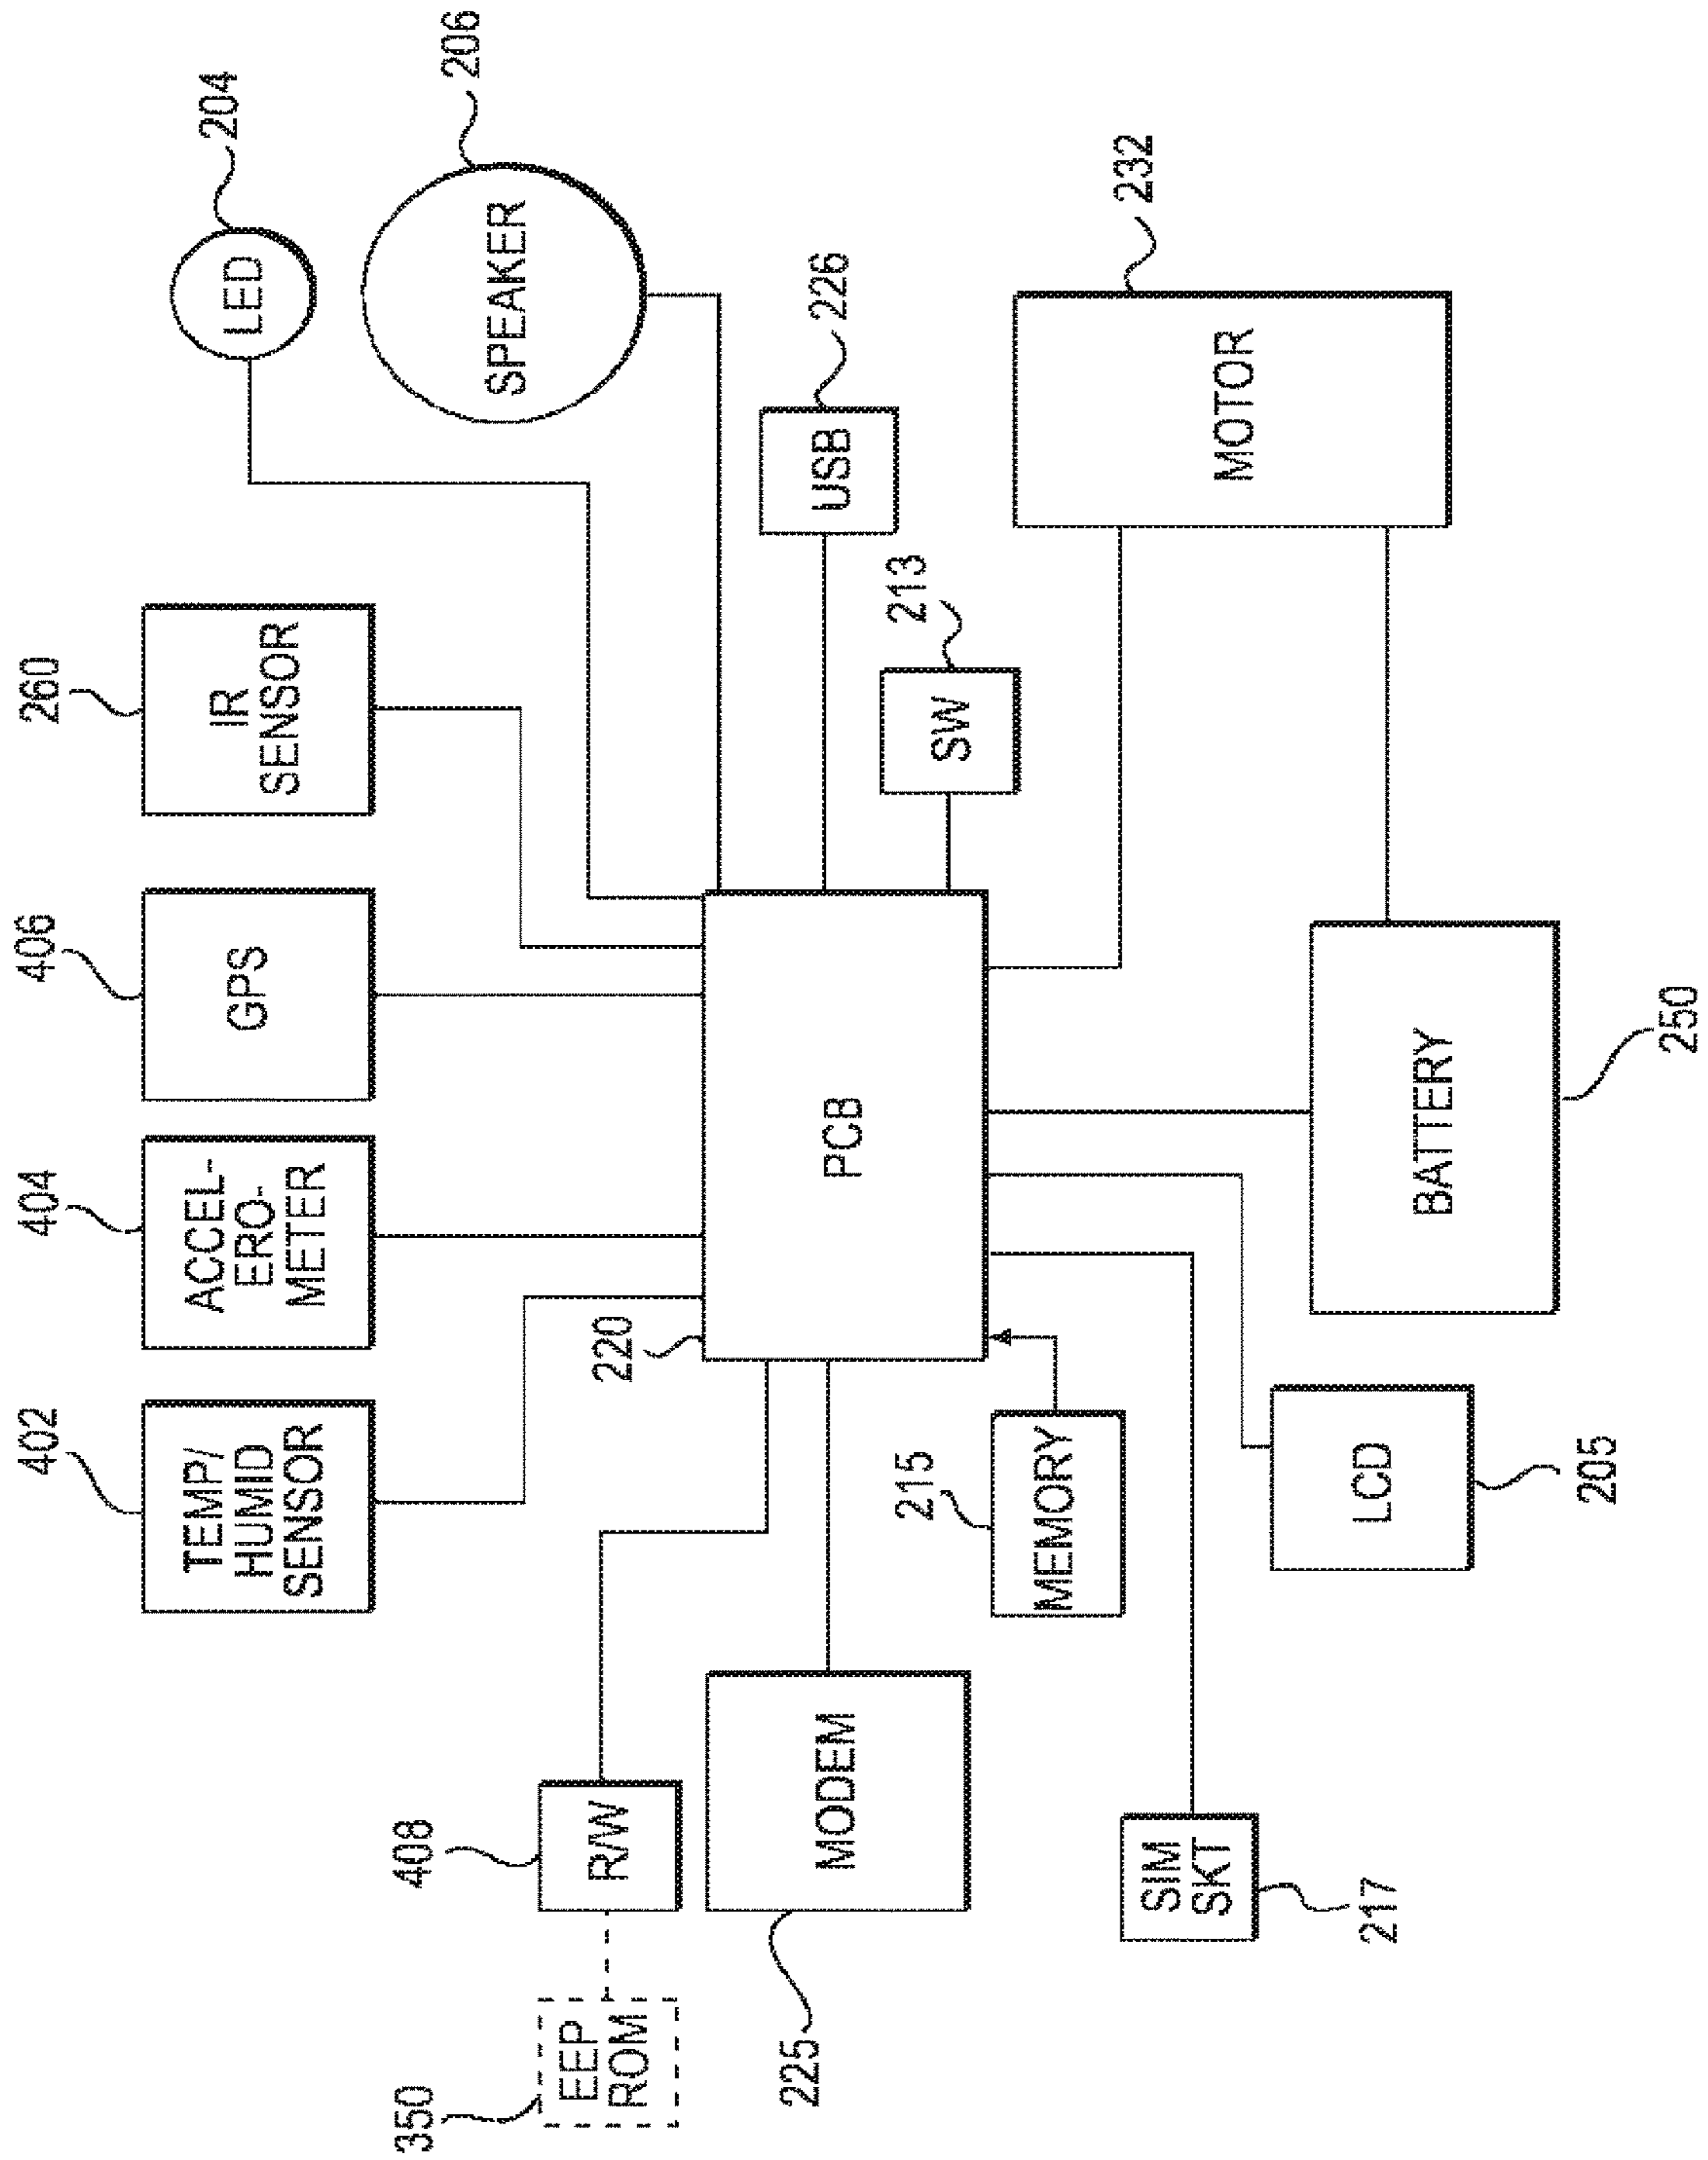 402
TEMP/
HUMID
SENSOR
404
ACCEL-
ERO-
METER
406
GPS
260
IR
SENSOR
LED
204
SPEAKER
206
350
EEP
ROM
408
R/W
220
PCB
USB
226
225
MODEM
SW
213
215
MEMORY
MOTOR
232
SIM
SKT
217
LCD
205
BATTERY
250